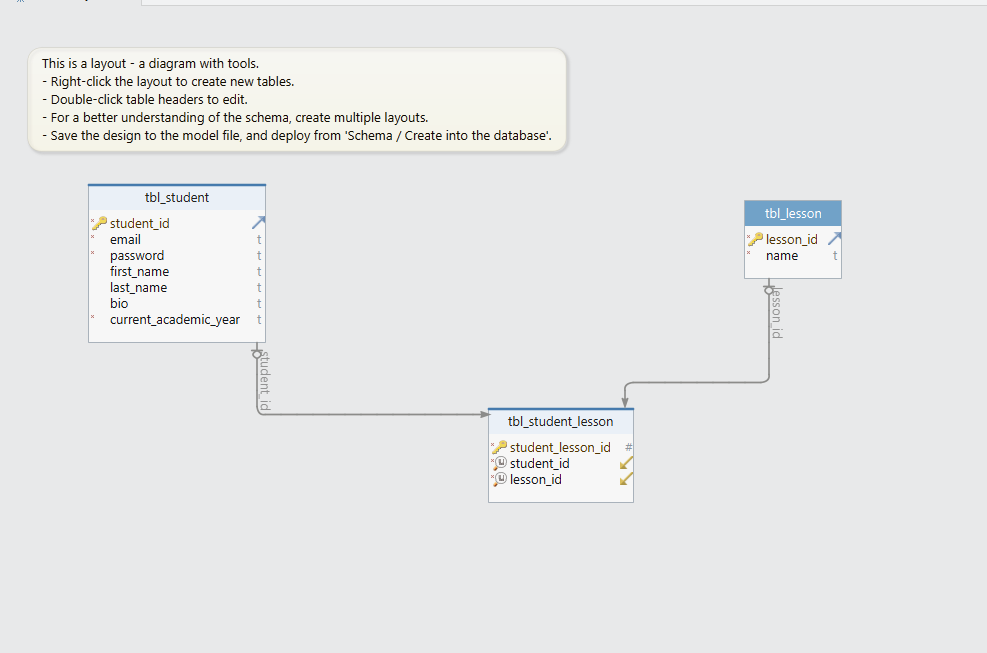 This is a layout - a diagram with tools.
- Right-click the layout to create new tables.
- Double-click table headers to edit.
- For a better understanding of the schema, create multiple layouts.
- Save the design to the model file, and deploy from 'Schema / Create into the database'.
tbl_student
student_id
* email t
* password t
first_name t
last_name t
bio t
* current_academic_year t
student_id
tbl_lesson
lesson_id
* name t
lesson_id
tbl_student_lesson
student_lesson_id #
student_id
lesson_id